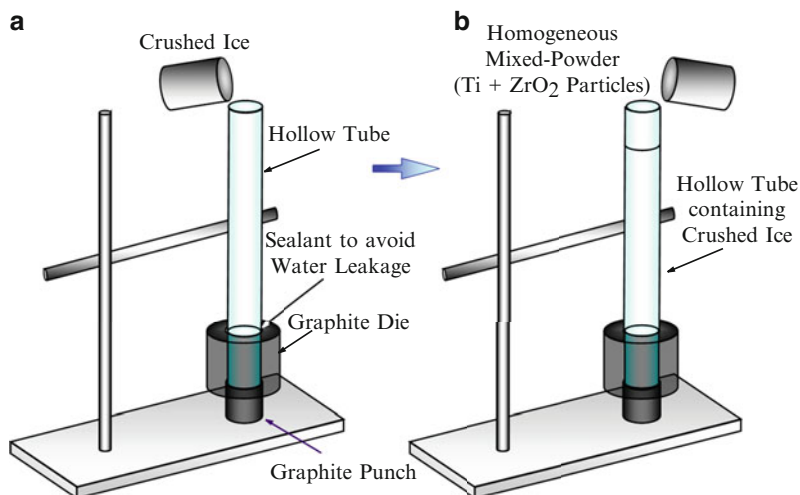 a
Crushed Ice
Hollow Tube
Sealant to avoid
Water Leakage
Graphite Die
Graphite Punch
b
Homogeneous
Mixed-Powder
(Ti + ZrO2 Particles)
Hollow Tube
containing
Crushed Ice